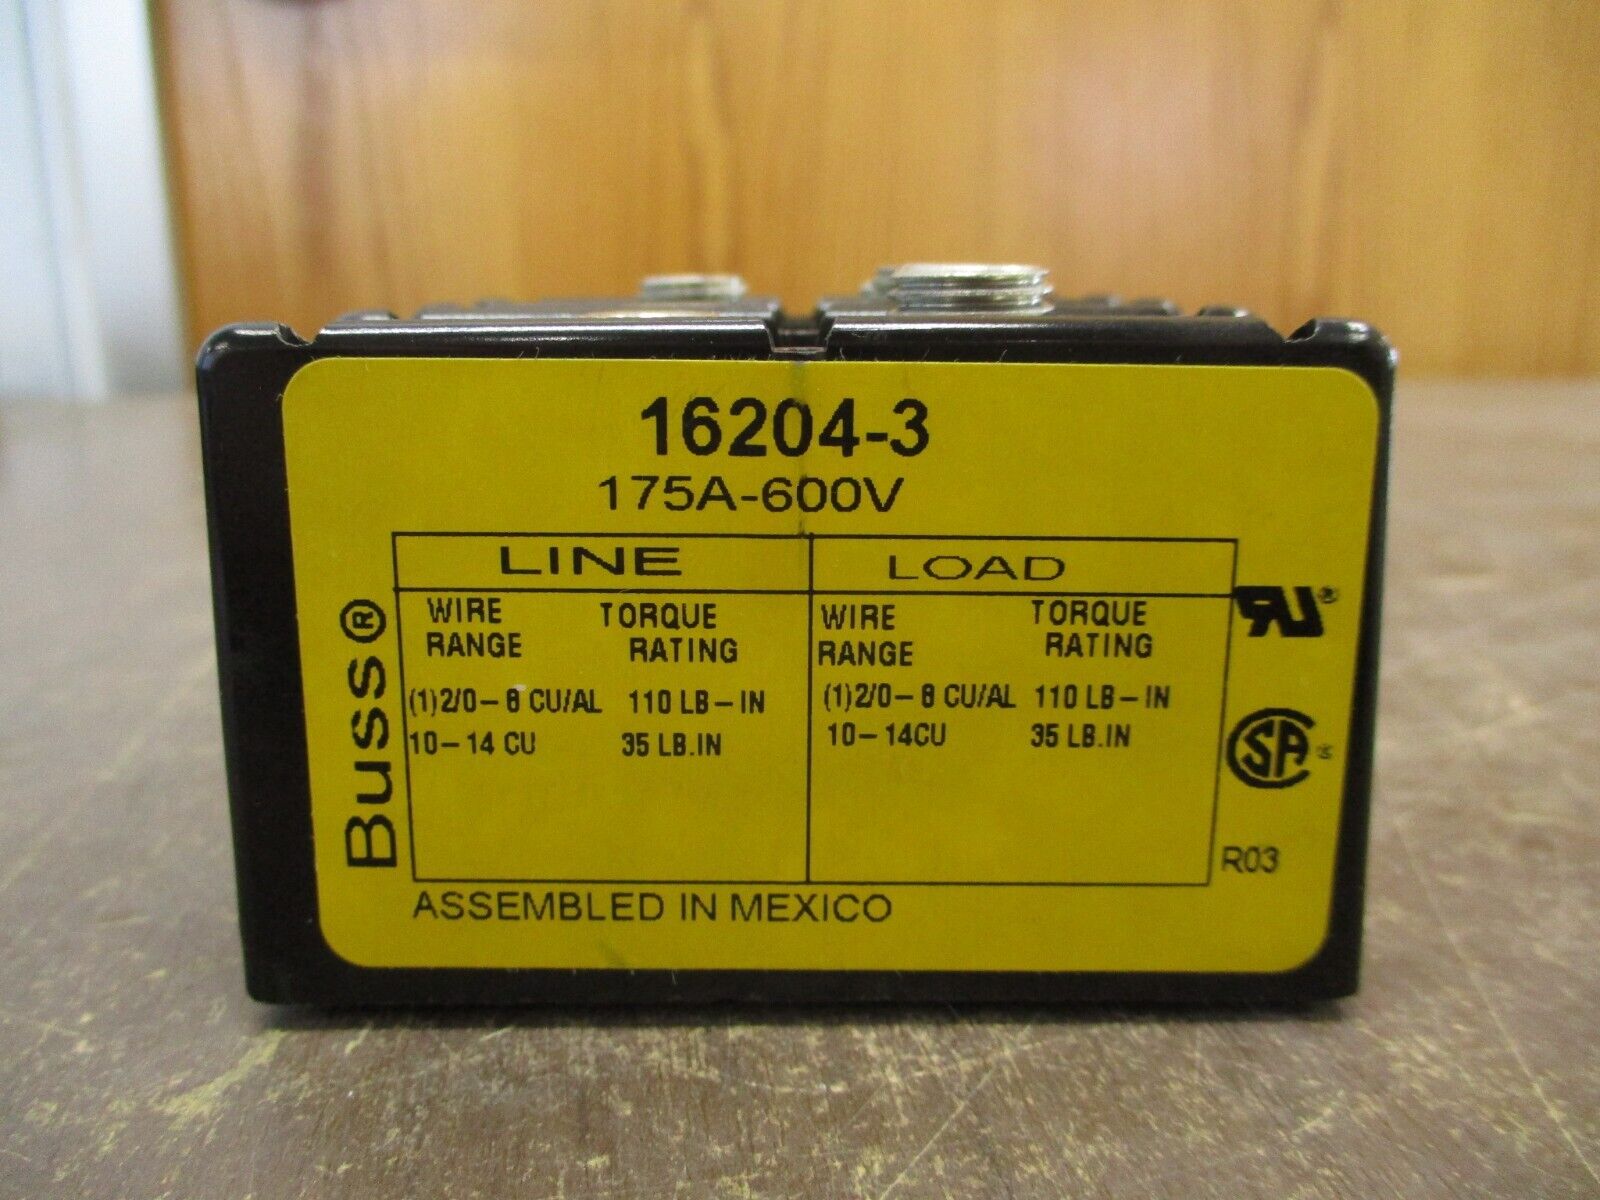 16204-3
175A-600V
LINE
LOAD
WIRE RANGE
TORQUE RATING
WIRE RANGE
TORQUE RATING
(1)2/0-8 CU/AL 110 LB-IN
10-14 CU 35 LB.IN
(1)2/0-8 CU/AL 110 LB-IN
10-14CU 35 LB.IN
Buss®
ASSEMBLED IN MEXICO
RU®
CSA
R03